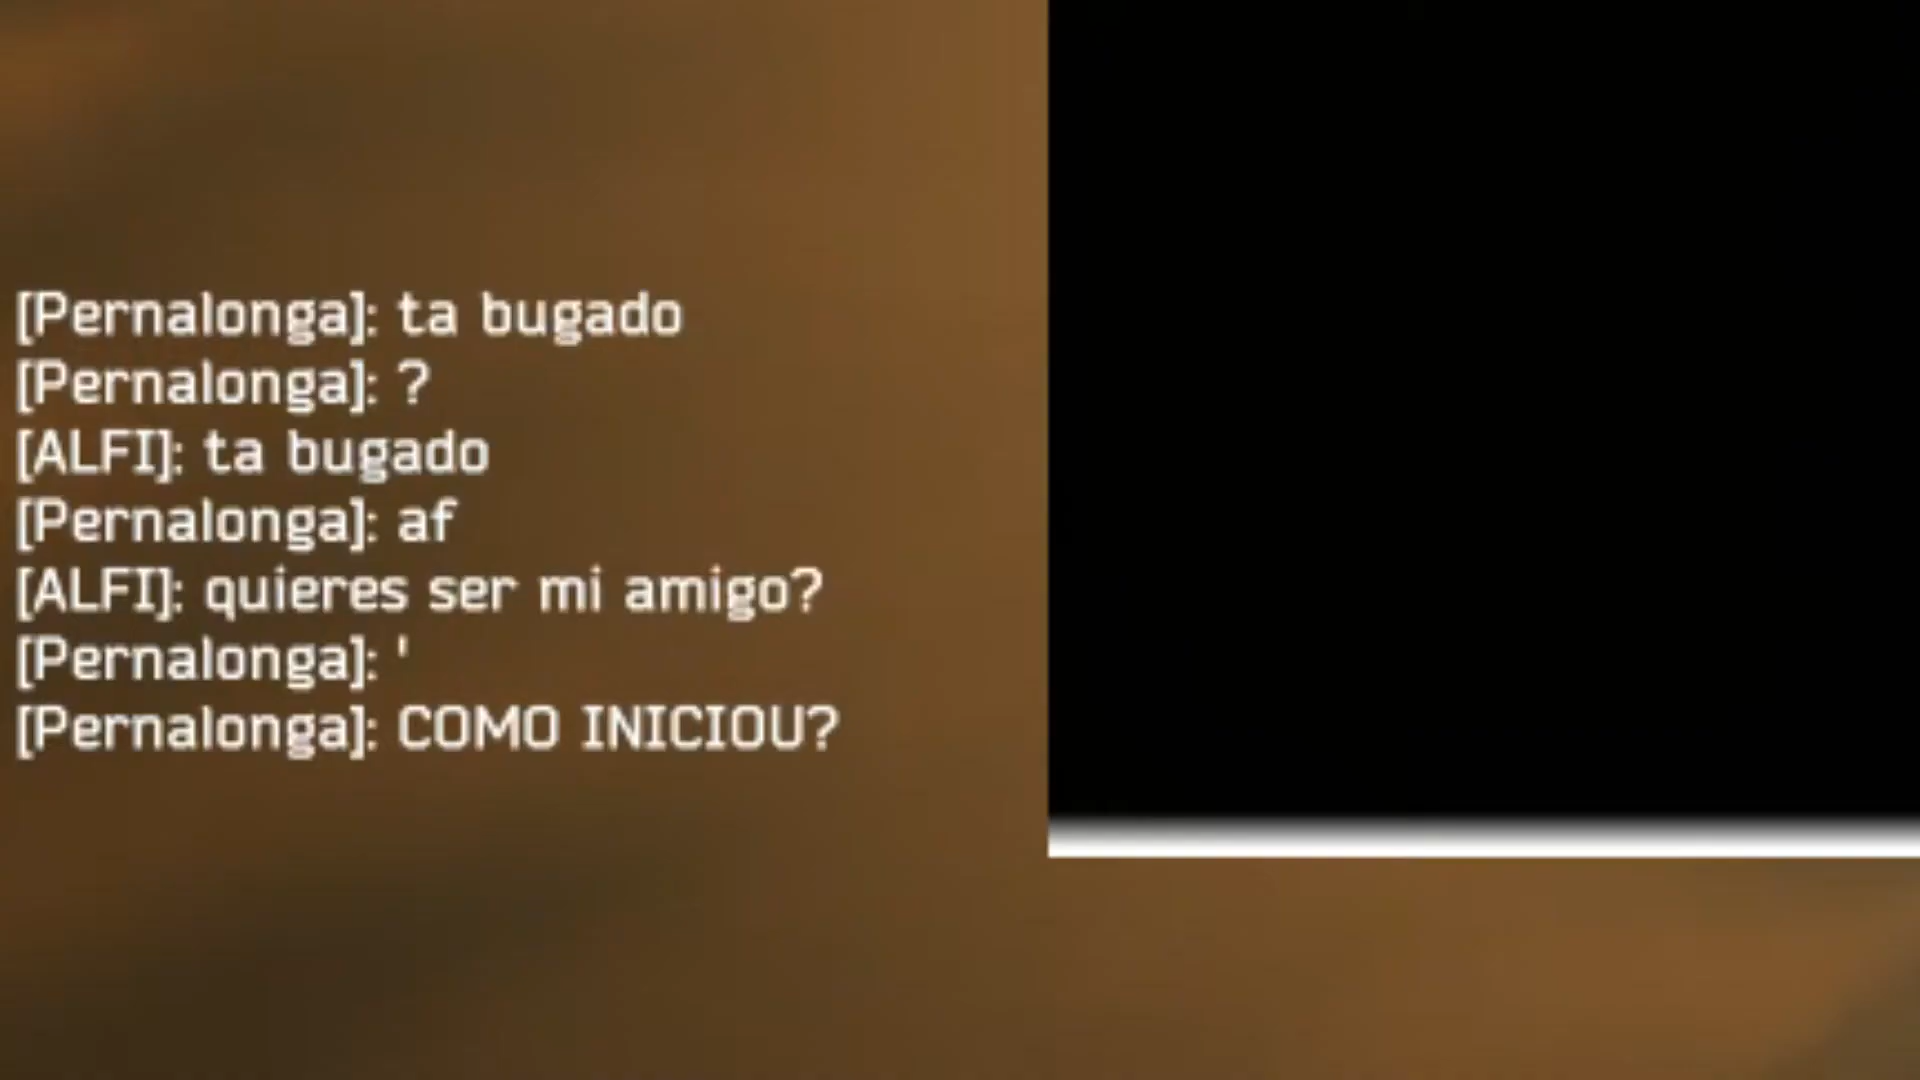 [Pernalonga]: ta bugado
[Pernalonga]: ?
[ALFI]: ta bugado
[Pernalonga]: af
[ALFI]: quieres ser mi amigo?
[Pernalonga]: '
[Pernalonga]: COMO INICIOU?